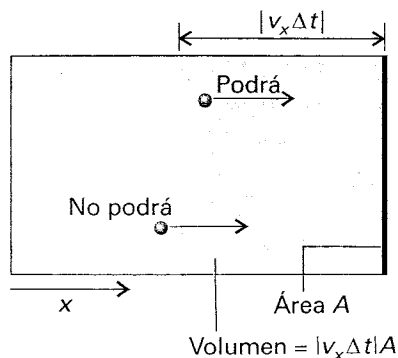 |vₓΔt|
Podrá
No podrá
x
Área A
Volumen = |vₓΔt|A